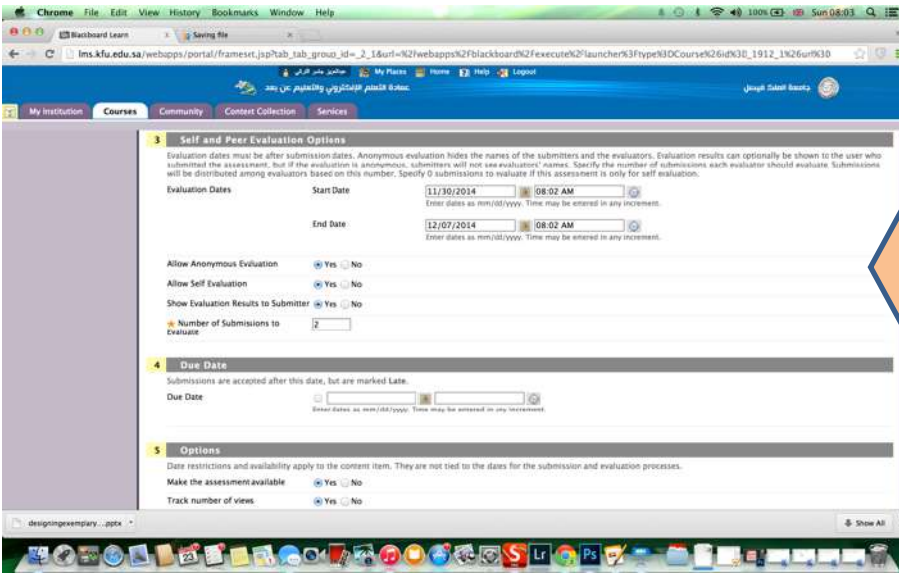 Chrome File Edit View History Bookmarks Window Help 100% Sun 08:03
Blackboard Learn x Saving file x
lms.kfu.edu.sa/webapps/portal/frameset.jsp?tab_tab_group_id=_2_1&url=%2Fwebapps%2Fblackboard%2Fexecute%2Flauncher%3Ftype%3DCourse%26id%3D_1912_1%26url%3D
My Places Home Help Logout
عمادة التعلم الإلكتروني والتعليم عن بعد جامعة الملك فيصل
My Institution Courses Community Content Collection Services
3 Self and Peer Evaluation Options
Evaluation dates must be after submission dates. Anonymous evaluation hides the names of the submitters and the evaluators. Evaluation results can optionally be shown to the user who
submitted the assessment, but if the evaluation is anonymous, submitters will not see evaluators' names. Specify the number of submissions each evaluator should evaluate. Submissions
will be distributed among evaluators based on this number. Specify 0 submissions to evaluate if this assessment is only for self evaluation.
Evaluation Dates Start Date 11/30/2014 08:02 AM
Enter dates as mm/dd/yyyy. Time may be entered in any increment.
End Date 12/07/2014 08:02 AM
Enter dates as mm/dd/yyyy. Time may be entered in any increment.
Allow Anonymous Evaluation Yes No
Allow Self Evaluation Yes No
Show Evaluation Results to Submitter Yes No
Number of Submissions to 2
Evaluate
4 Due Date
Submissions are accepted after this date, but are marked Late.
Due Date
Enter dates as mm/dd/yyyy. Time may be entered in any increment.
5 Options
Date restrictions and availability apply to the content item. They are not tied to the dates for the submission and evaluation processes.
Make the assessment available Yes No
Track number of views Yes No
designingexemplary....pptx Show All
23 S Lr Ps